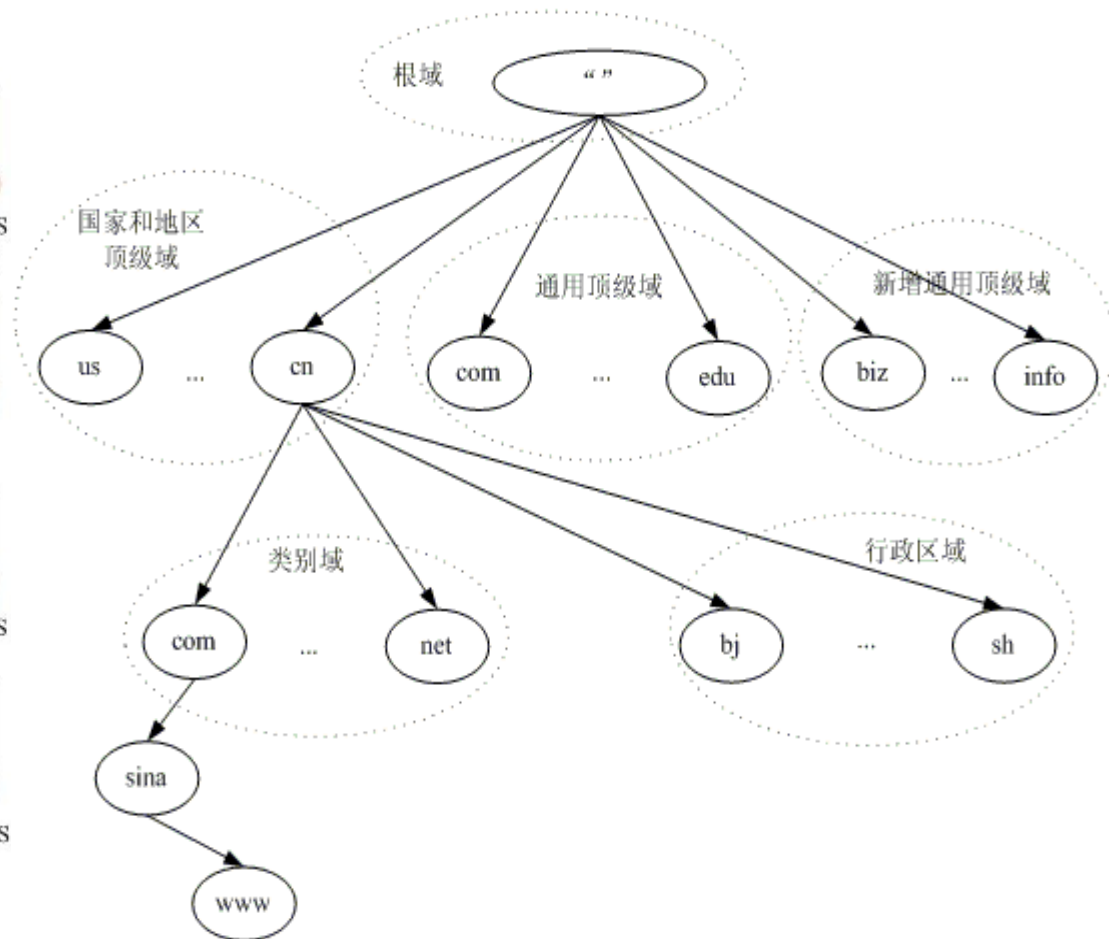 根域
“ ”
国家和地区
顶级域
s
通用顶级域
新增通用顶级域
us
...
cn
com
...
edu
biz
...
info
类别域
行政区域
com
...
net
bj
...
sh
s
sina
s
www